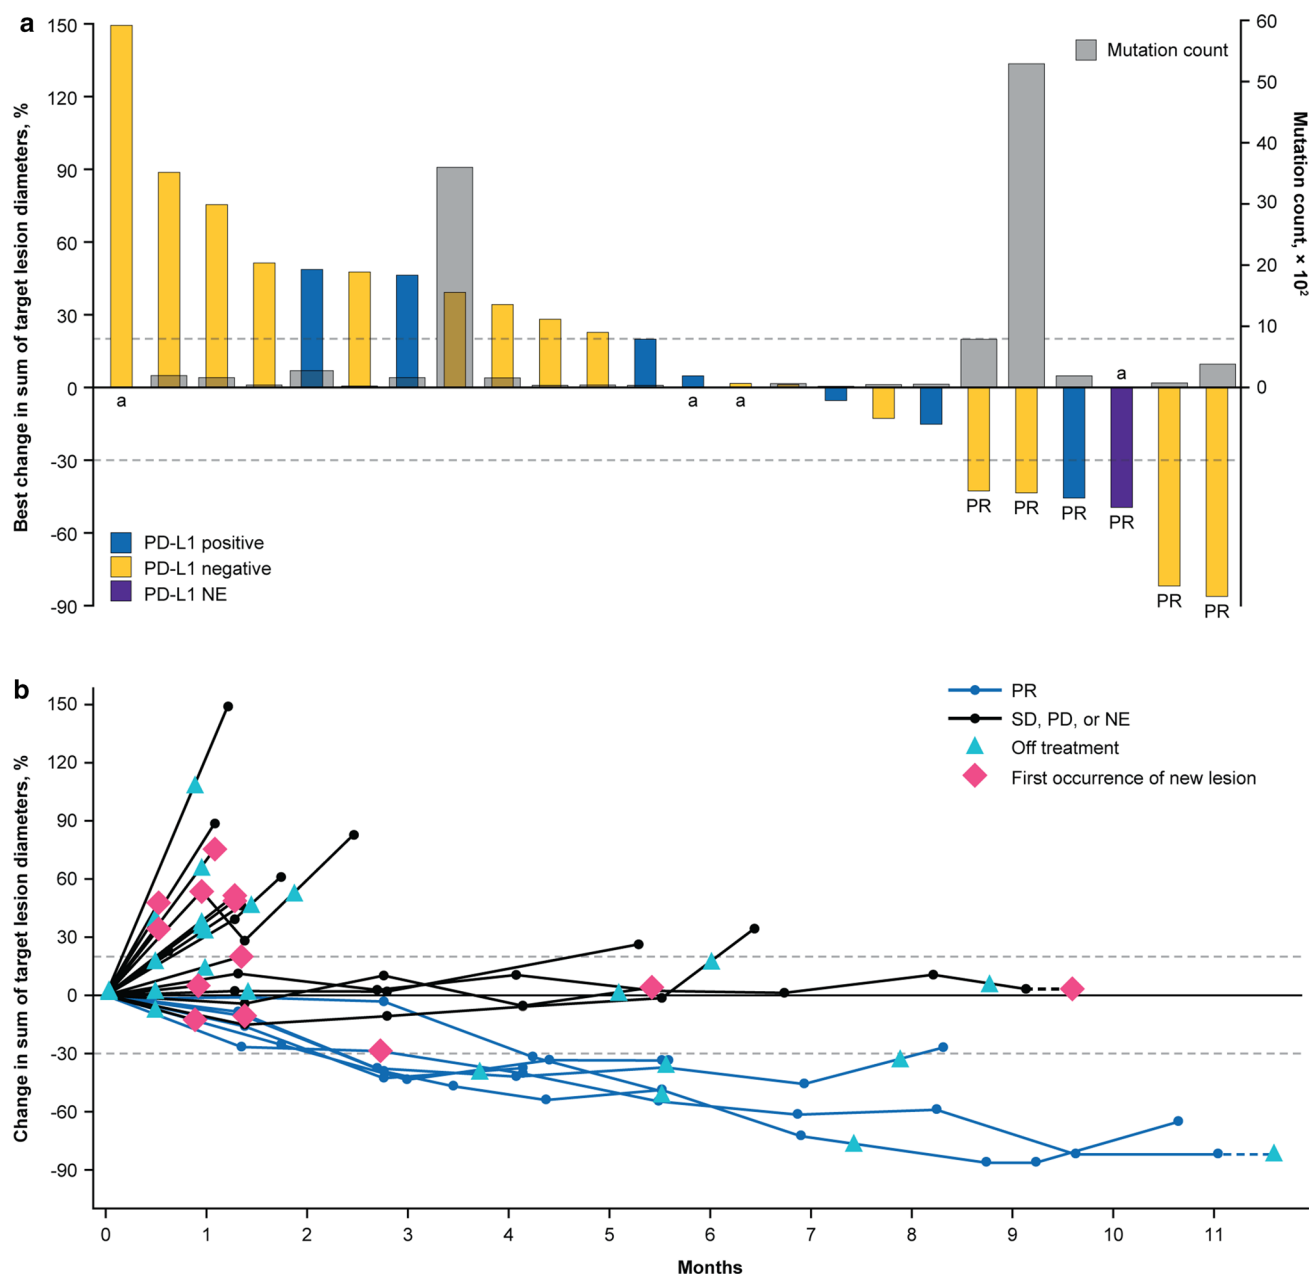 a
150
120
90
60
30
0
-30
-60
-90
Best change in sum of target lesion diameters, %
60
50
40
30
20
10
0
Mutation count, × 10²
Mutation count
a
a
a
a
PR
PR
PR
PR
PR
PR
PD-L1 positive
PD-L1 negative
PD-L1 NE
b
150
120
90
60
30
0
-30
-60
-90
Change in sum of target lesion diameters, %
PR
SD, PD, or NE
Off treatment
First occurrence of new lesion
0 1 2 3 4 5 6 7 8 9 10 11
Months